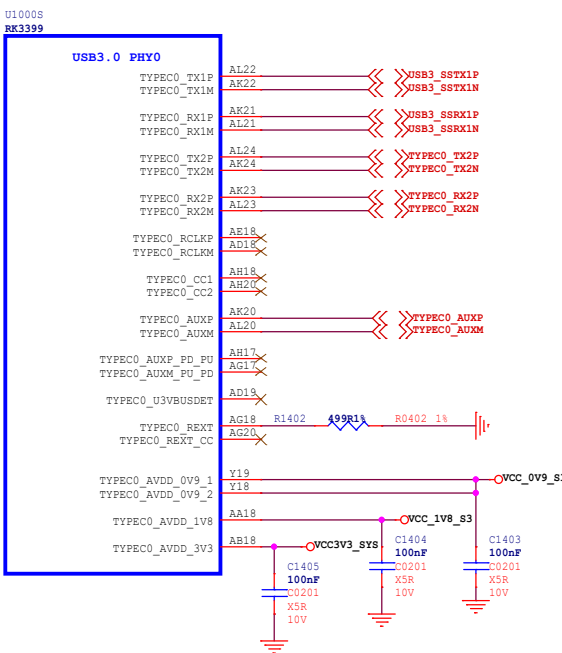 U1000S
RK3399
USB3.0 PHY0
TYPEC0_TX1P AL22 USB3_SSTX1P
TYPEC0_TX1M AK22 USB3_SSTX1N
TYPEC0_RX1P AK21 USB3_SSRX1P
TYPEC0_RX1M AL21 USB3_SSRX1N
TYPEC0_TX2P AL24 TYPEC0_TX2P
TYPEC0_TX2M AK24 TYPEC0_TX2N
TYPEC0_RX2P AK23 TYPEC0_RX2P
TYPEC0_RX2M AL23 TYPEC0_RX2N
TYPEC0_RCLKP AE18
TYPEC0_RCLKM AD18
TYPEC0_CC1 AH18
TYPEC0_CC2 AH20
TYPEC0_AUXP AK20 TYPEC0_AUXP
TYPEC0_AUXM AL20 TYPEC0_AUXM
TYPEC0_AUXP_PD_PU AH17
TYPEC0_AUXM_PU_PD AG17
TYPEC0_U3VBUSDET AD19
TYPEC0_REXT AG18 R1402 499R1% R0402 1%
TYPEC0_REXT_CC AG20
TYPEC0_AVDD_0V9_1 Y19 VCC_0V9_S3
TYPEC0_AVDD_0V9_2 Y18
TYPEC0_AVDD_1V8 AA18 VCC_1V8_S3
TYPEC0_AVDD_3V3 AB18 VCC3V3_SYS
C1404
100nF
C0201
X5R
10V
C1403
100nF
C0201
X5R
10V
C1405
100nF
C0201
X5R
10V